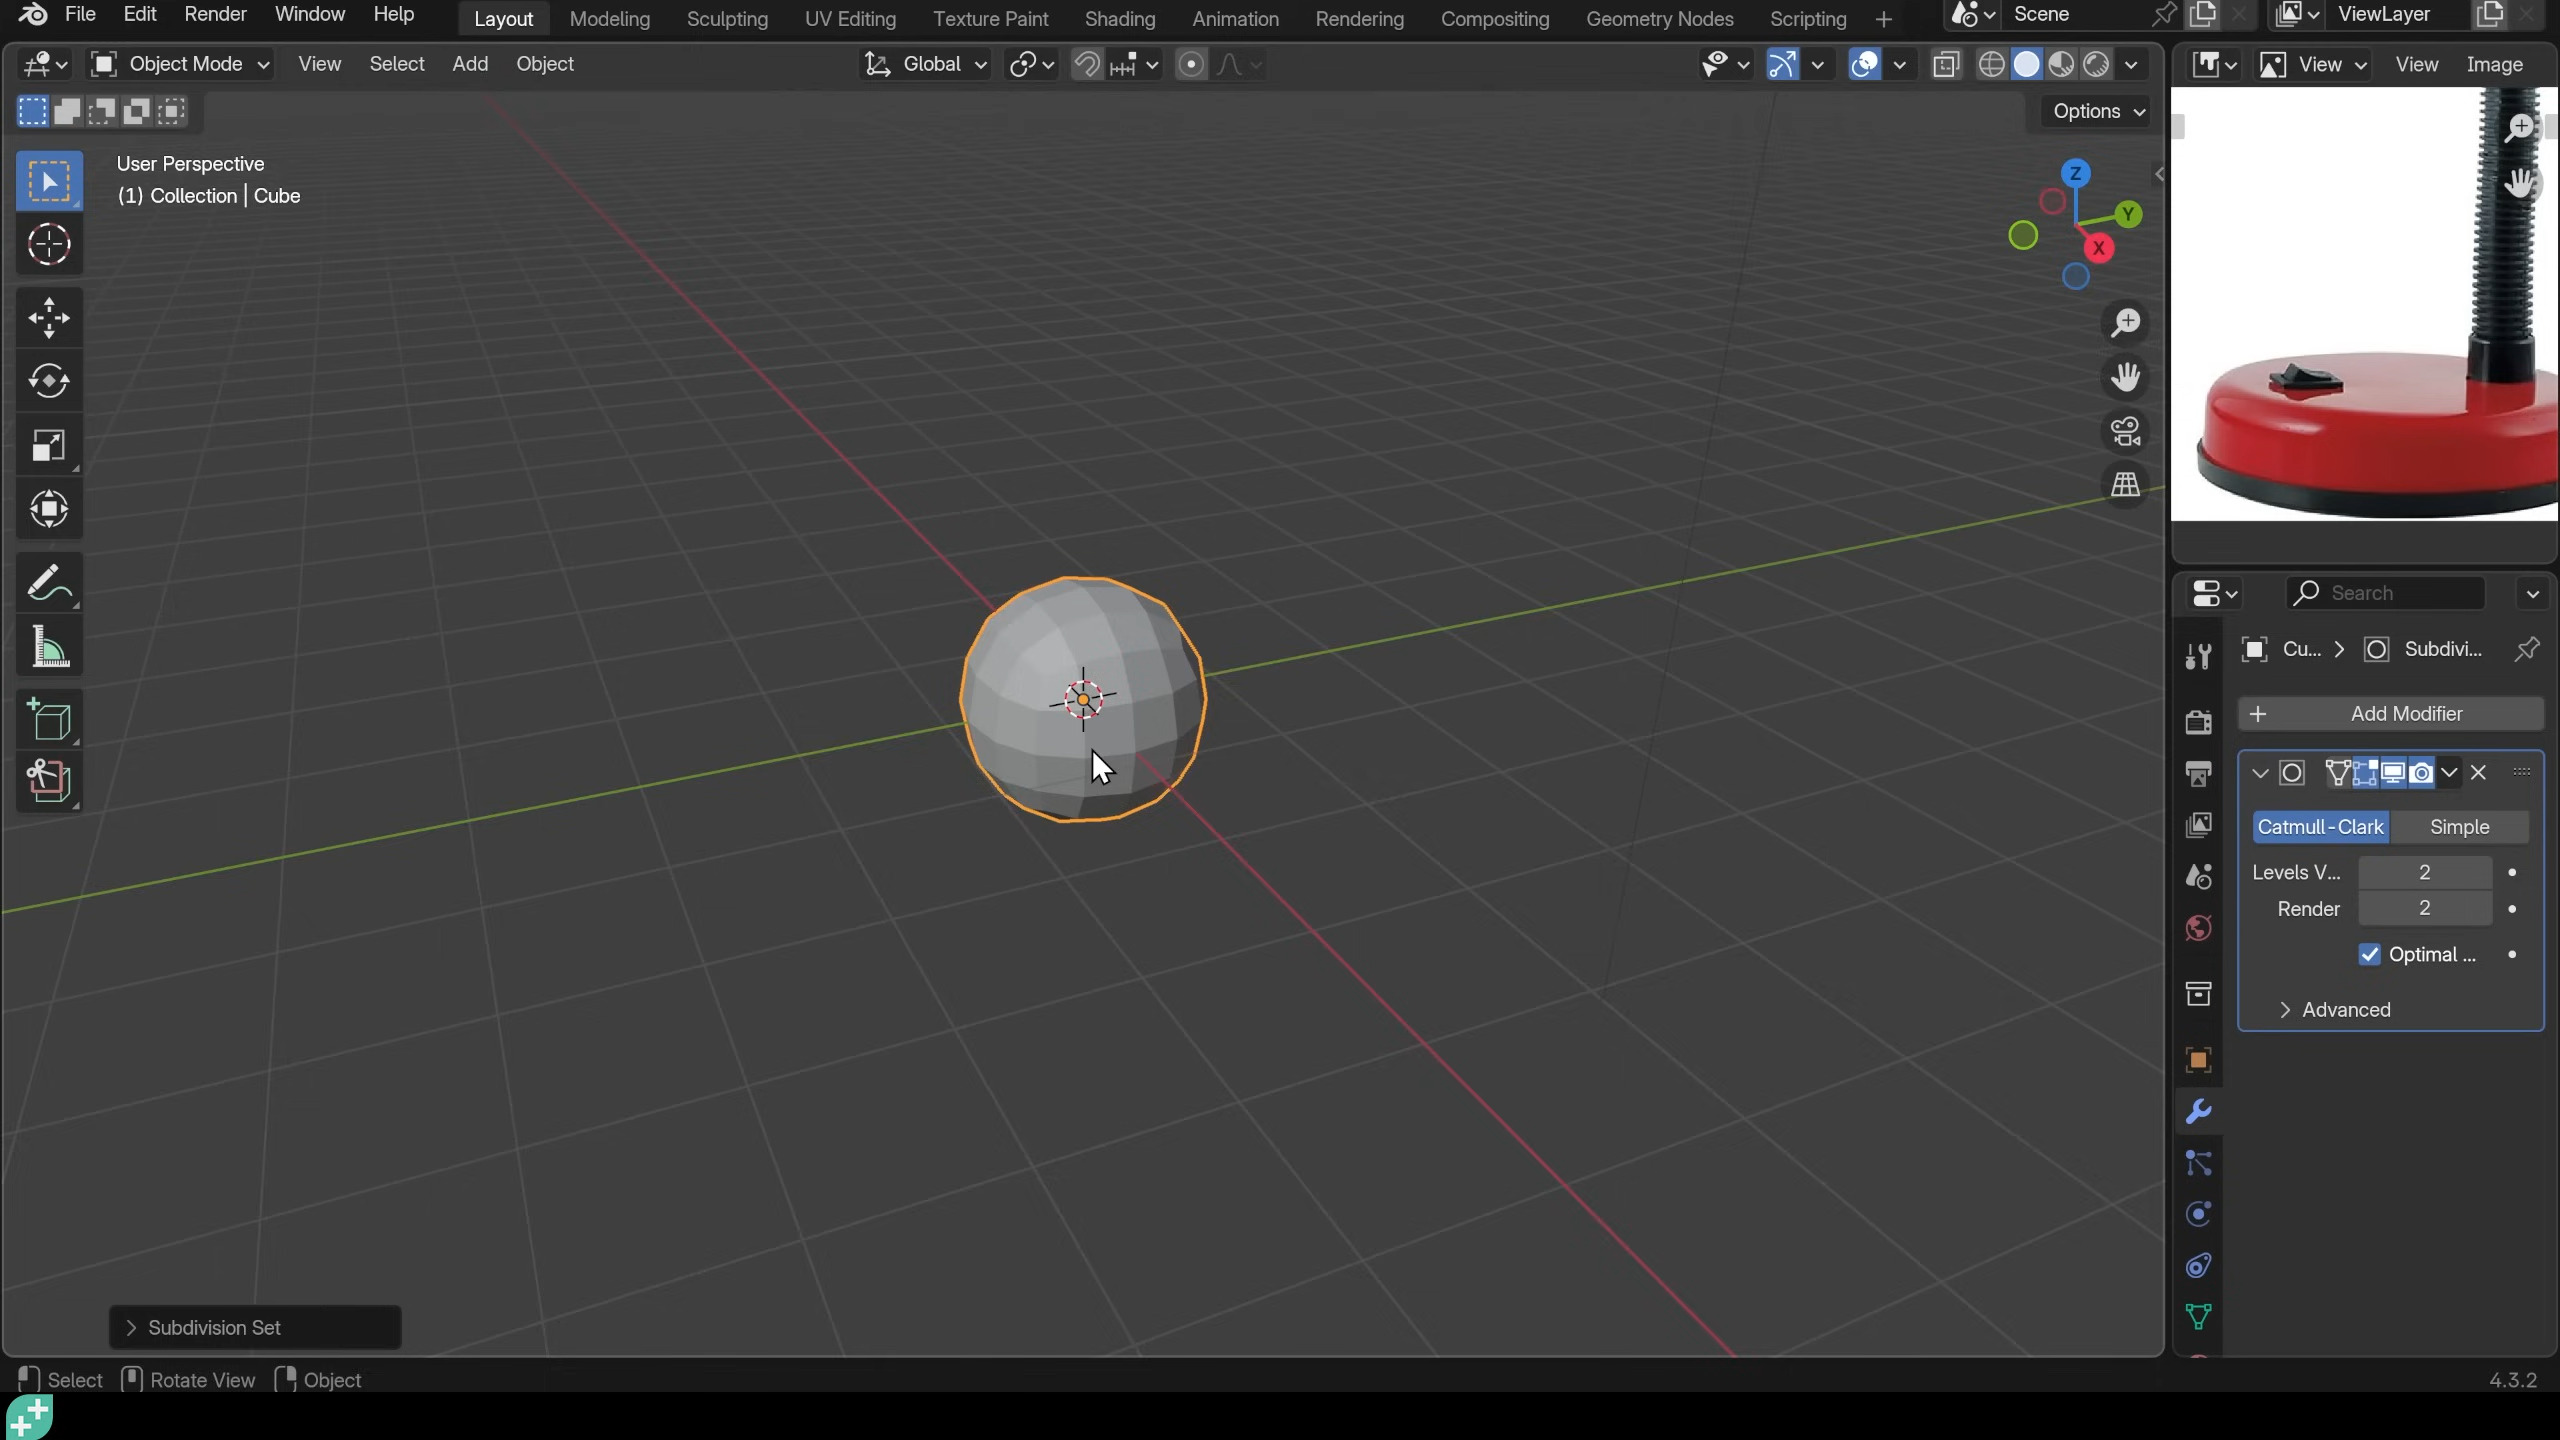 File Edit Render Window Help Layout Modeling Sculpting UV Editing Texture Paint Shading Animation Rendering Compositing Geometry Nodes Scripting Scene ViewLayer
Object Mode View Select Add Object Global View View Image
Options
User Perspective
(1) Collection | Cube
Z
Y
X
Search
Cu... Subdivi...
Add Modifier
Catmull-Clark Simple
Levels V... 2
Render 2
Optimal ...
Advanced
Subdivision Set
Select Rotate View Object 4.3.2